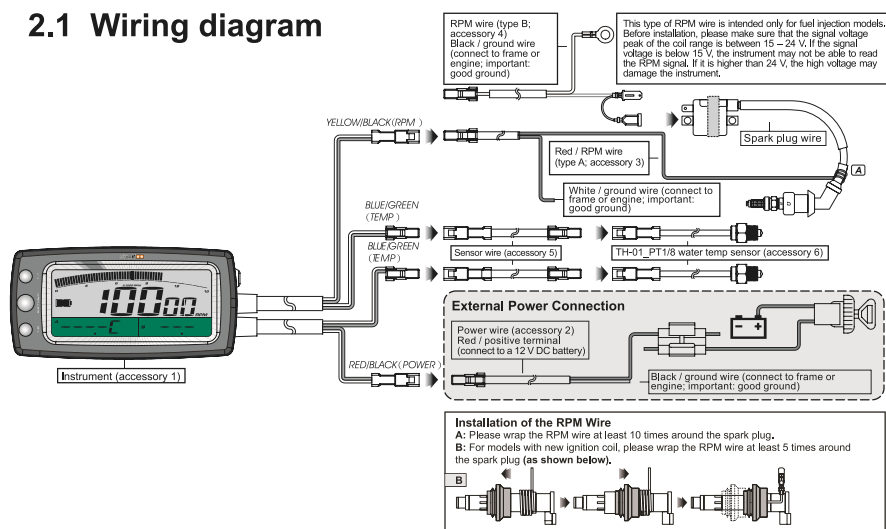 2.1 Wiring diagram
RPM wire (type B;
accessory 4)
Black / ground wire
(connect to frame or
engine; important:
good ground)
This type of RPM wire is intended only for fuel injection models.
Before installation, please make sure that the signal voltage
peak of the coil range is between 15 – 24 V. If the signal
voltage is below 15 V, the instrument may not be able to read
the RPM signal. If it is higher than 24 V, the high voltage may
damage the instrument.
YELLOW/BLACK(RPM)
Spark plug wire
Red / RPM wire
(type A; accessory 3)
A
White / ground wire (connect to
frame or engine; important:
good ground)
BLUE/GREEN
(TEMP)
BLUE/GREEN
(TEMP)
Sensor wire (accessory 5)
TH-01_PT1/8 water temp sensor (accessory 6)
10000
RPM
C
Instrument (accessory 1)
RED/BLACK(POWER)
External Power Connection
Power wire (accessory 2)
Red / positive terminal
(connect to a 12 V DC battery)
- +
Black / ground wire (connect to frame or
engine; important: good ground)
Installation of the RPM Wire
A: Please wrap the RPM wire at least 10 times around the spark plug.
B: For models with new ignition coil, please wrap the RPM wire at least 5 times around
the spark plug (as shown below).
B